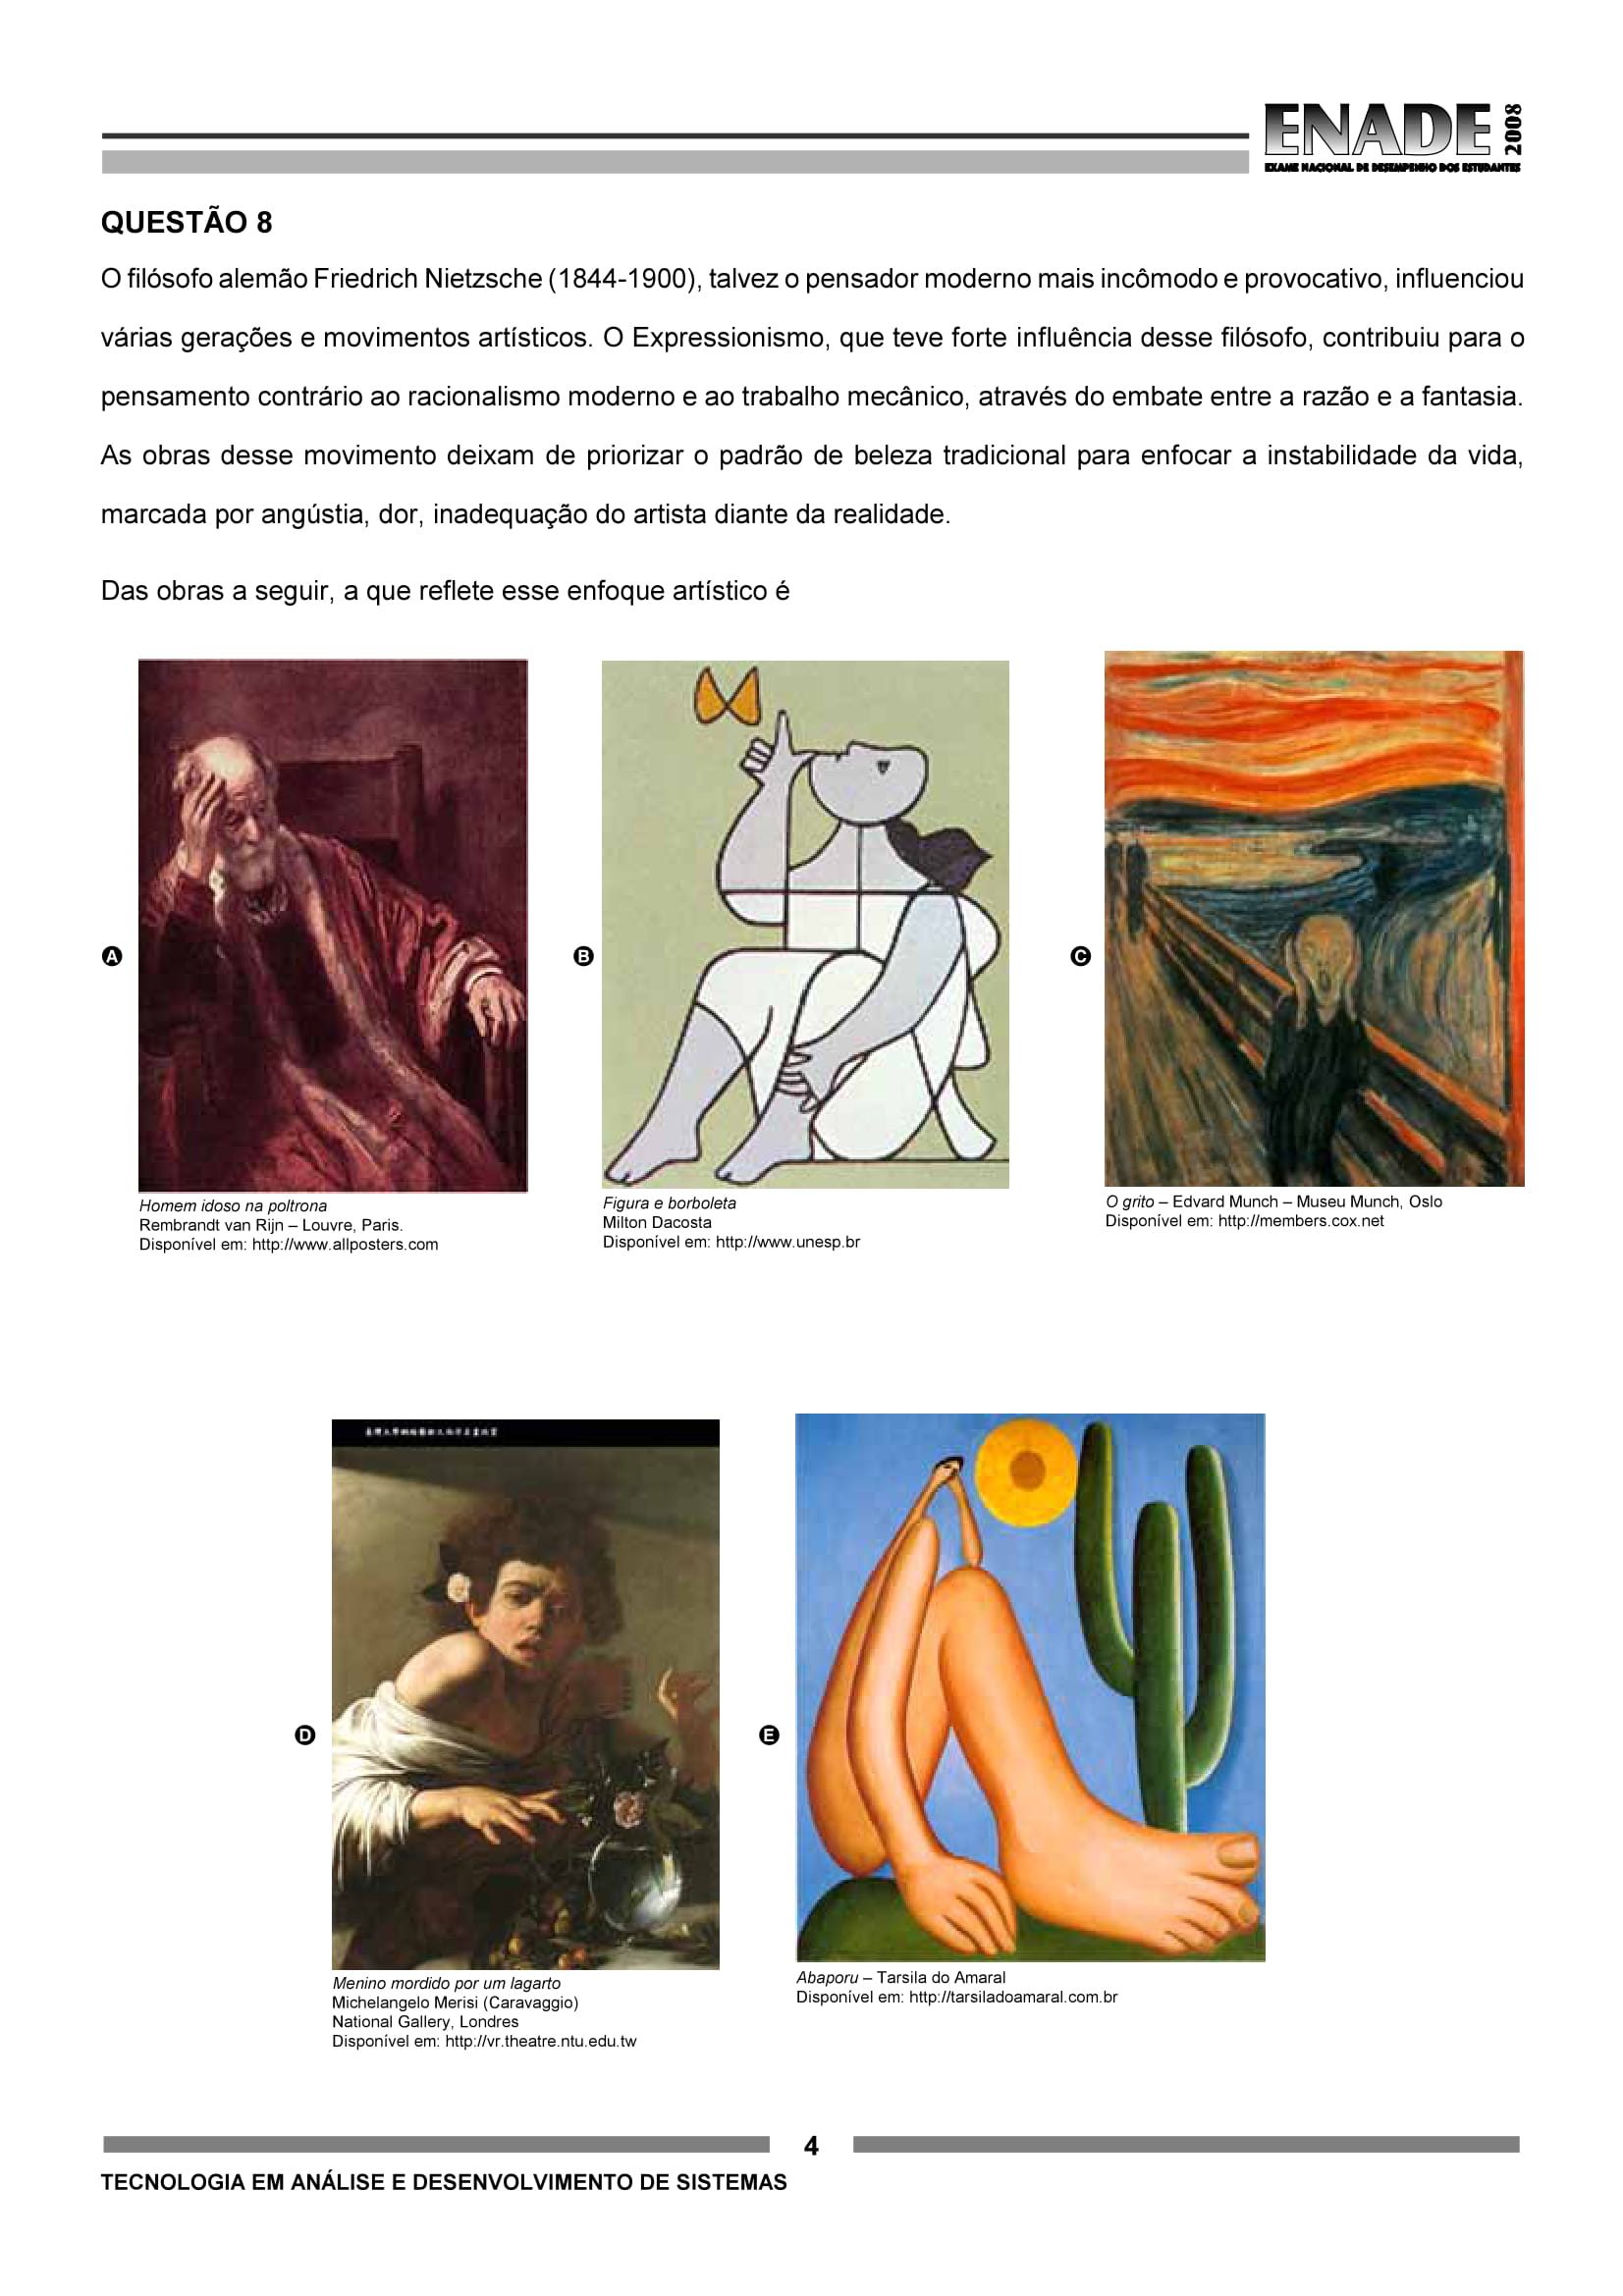 ENADE 2008
EXAME NACIONAL DE DESEMPENHO DOS ESTUDANTES
QUESTÃO 8
O filósofo alemão Friedrich Nietzsche (1844-1900), talvez o pensador moderno mais incômodo e provocativo, influenciou
várias gerações e movimentos artísticos. O Expressionismo, que teve forte influência desse filósofo, contribuiu para o
pensamento contrário ao racionalismo moderno e ao trabalho mecânico, através do embate entre a razão e a fantasia.
As obras desse movimento deixam de priorizar o padrão de beleza tradicional para enfocar a instabilidade da vida,
marcada por angústia, dor, inadequação do artista diante da realidade.
Das obras a seguir, a que reflete esse enfoque artístico é
A
Homem idoso na poltrona
Rembrandt van Rijn – Louvre, Paris.
Disponível em: http://www.allposters.com
B
Figura e borboleta
Milton Dacosta
Disponível em: http://www.unesp.br
C
O grito – Edvard Munch – Museu Munch, Oslo
Disponível em: http://members.cox.net
D
Menino mordido por um lagarto
Michelangelo Merisi (Caravaggio)
National Gallery, Londres
Disponível em: http://vr.theatre.ntu.edu.tw
E
Abaporu – Tarsila do Amaral
Disponível em: http://tarsiladoamaral.com.br
4
TECNOLOGIA EM ANÁLISE E DESENVOLVIMENTO DE SISTEMAS